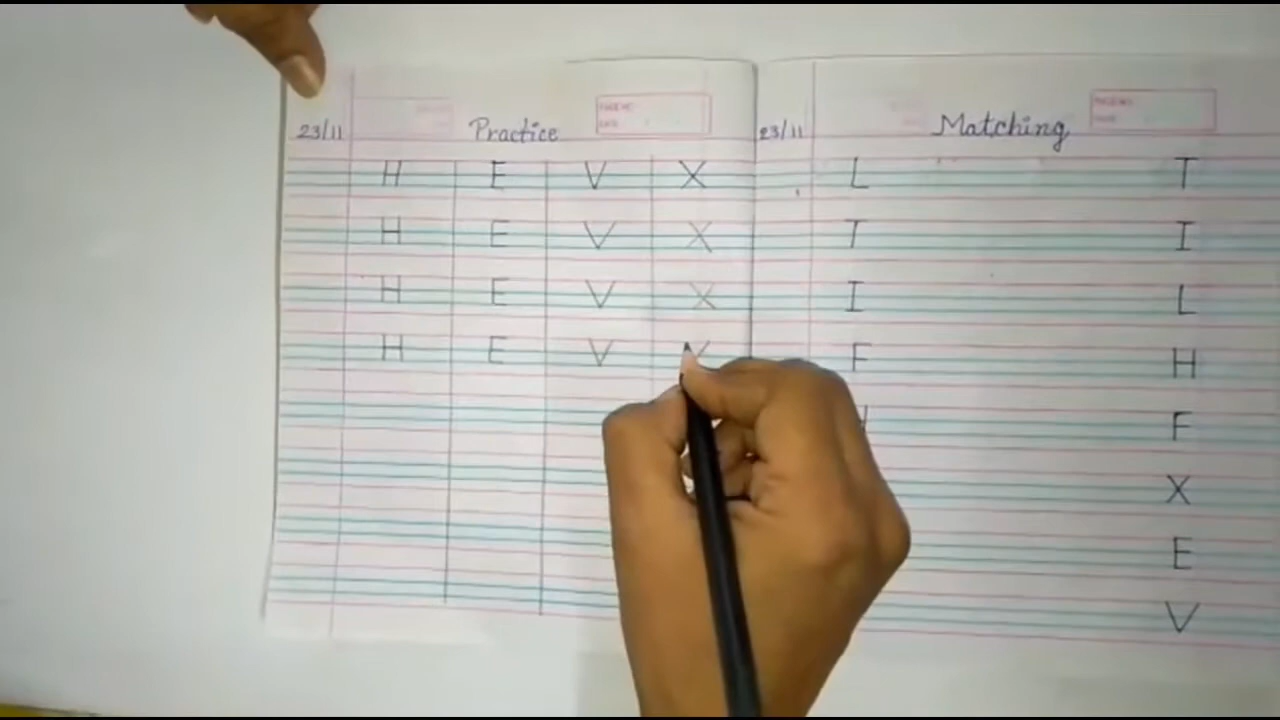 23/11 Practice
H E V X
H E V X
H E V X
H E V
23/11 Matching
L T
T I
I L
F H
F
X
E
V